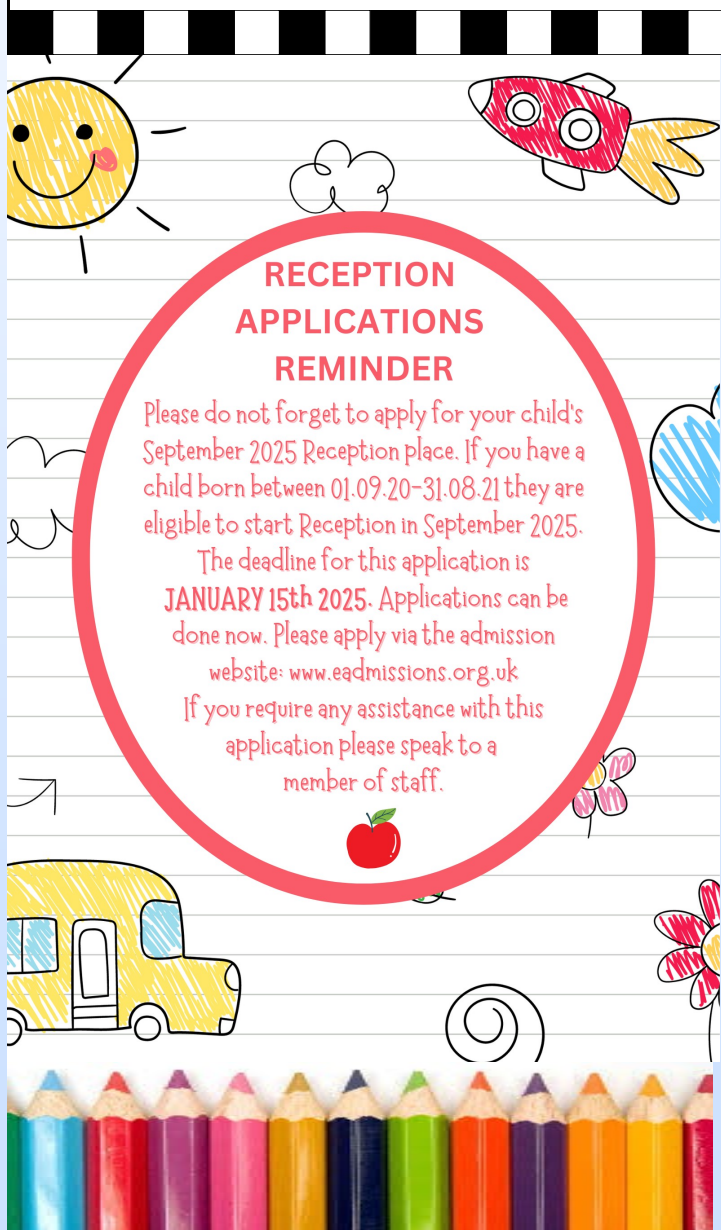 RECEPTION
APPLICATIONS
REMINDER
Please do not forget to apply for your child's
September 2025 Reception place. If you have a
child born between 01.09.20-31.08.21 they are
eligible to start Reception in September 2025.
The deadline for this application is
JANUARY 15th 2025. Applications can be
done now. Please apply via the admission
website: www.eadmissions.org.uk
If you require any assistance with this
application please speak to a
member of staff.